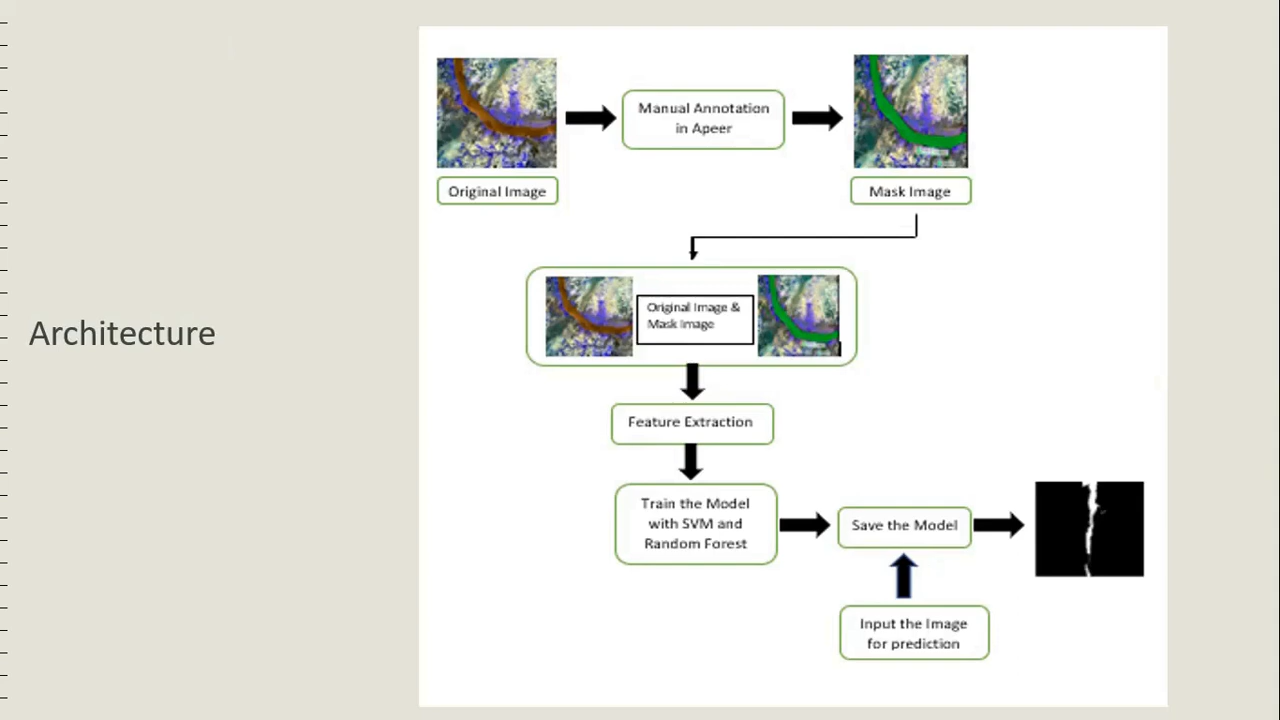 Architecture
Manual Annotation
in Apeer
Original Image
Mask Image
Original Image &
Mask Image
Feature Extraction
Train the Model
with SVM and
Random Forest
Save the Model
Input the Image
for prediction